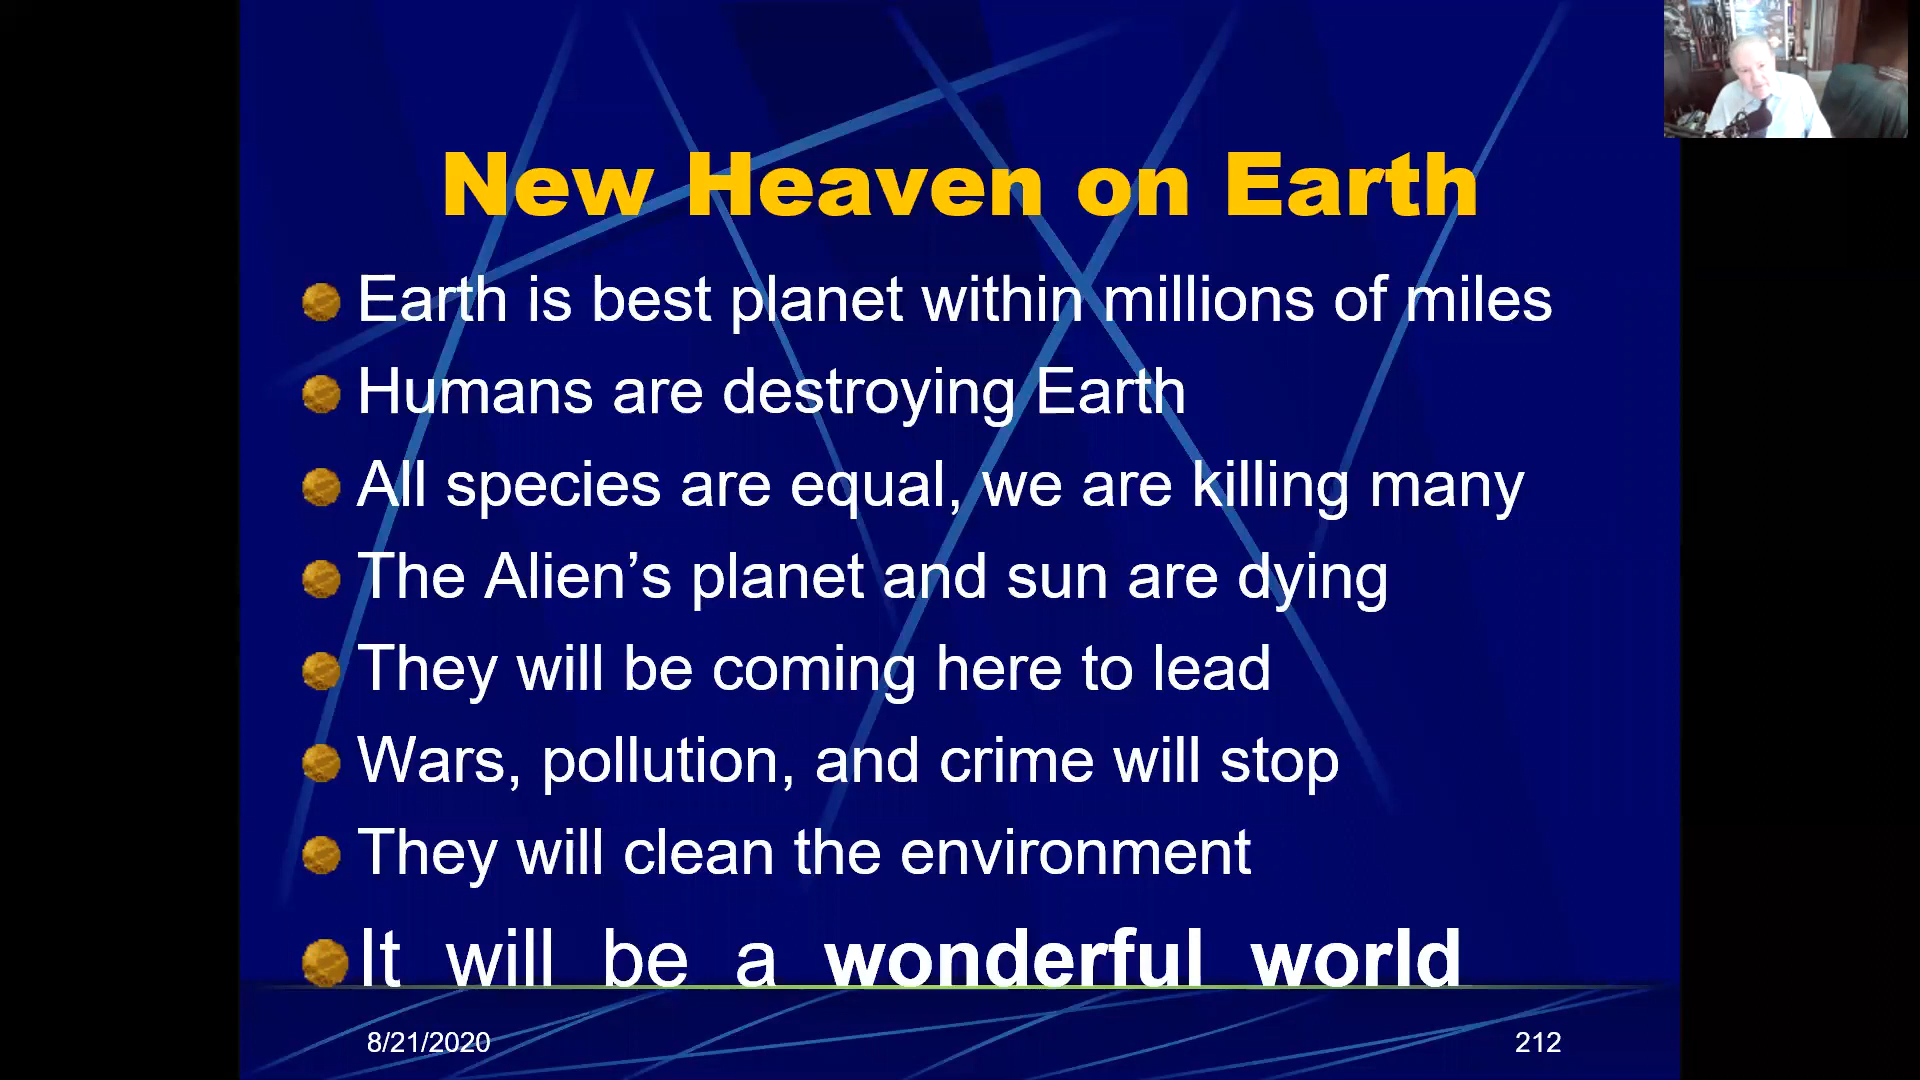 New Heaven on Earth
Earth is best planet within millions of miles
Humans are destroying Earth
All species are equal, we are killing many
The Alien’s planet and sun are dying
They will be coming here to lead
Wars, pollution, and crime will stop
They will clean the environment
It will be a wonderful world
8/21/2020
212